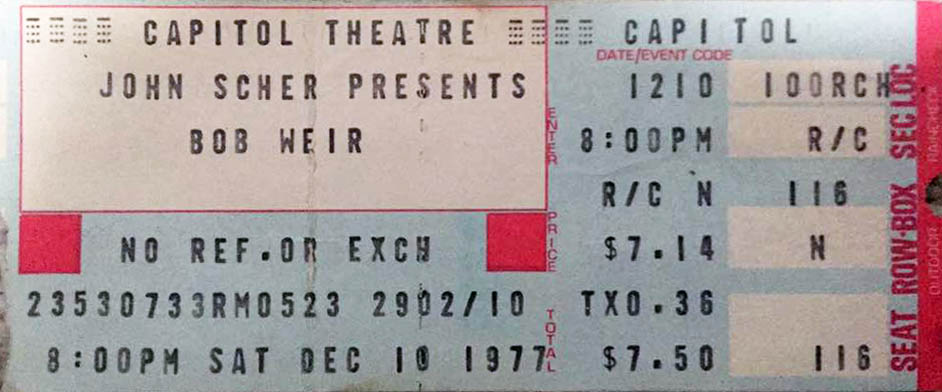 CAPITOL THEATRE CAPITOL
DATE/EVENT CODE
JOHN SCHER PRESENTS 1210 100RCH
BOB WEIR 8:00PM R/C
ENTER
R/C N 116
NO REF.OR EXCH $7.14 N
PRICE
23530733RM0523 2902/10 TX0.36
8:00PM SAT DEC 10 1977 $7.50 116
TOTAL
SEAT ROW-BOX SEC LOC
OUTDOOR RAINCHECK